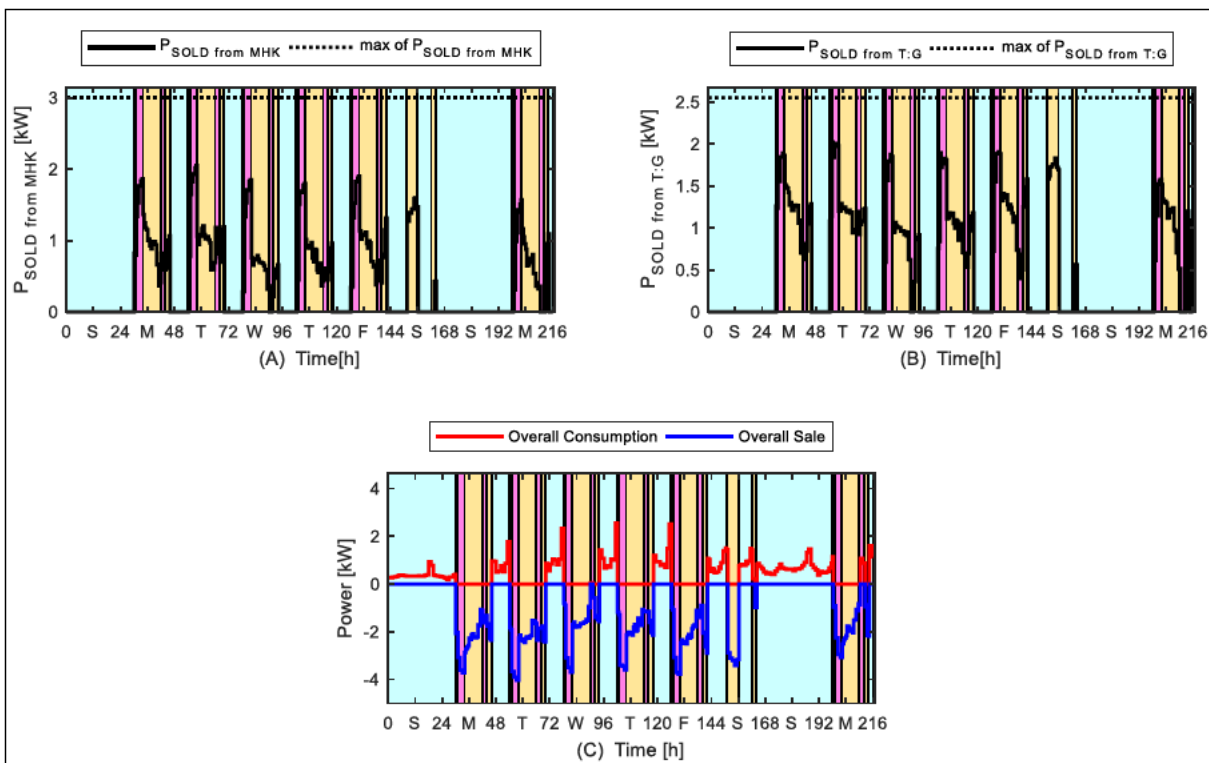 P SOLD from MHK max of P SOLD from MHK
P SOLD from MHK [kW]
3
2
1
0
0 S 24 M 48 T 72 W 96 T 120 F 144 S 168 S 192 M 216
(A) Time[h]
P SOLD from T:G max of P SOLD from T:G
P SOLD from T:G [kW]
2.5
2
1.5
1
0.5
0
0 S 24 M 48 T 72 W 96 T 120 F 144 S 168 S 192 M 216
(B) Time[h]
Overall Consumption Overall Sale
Power [kW]
4
2
0
-2
-4
0 S 24 M 48 T 72 W 96 T 120 F 144 S 168 S 192 M 216
(C) Time [h]